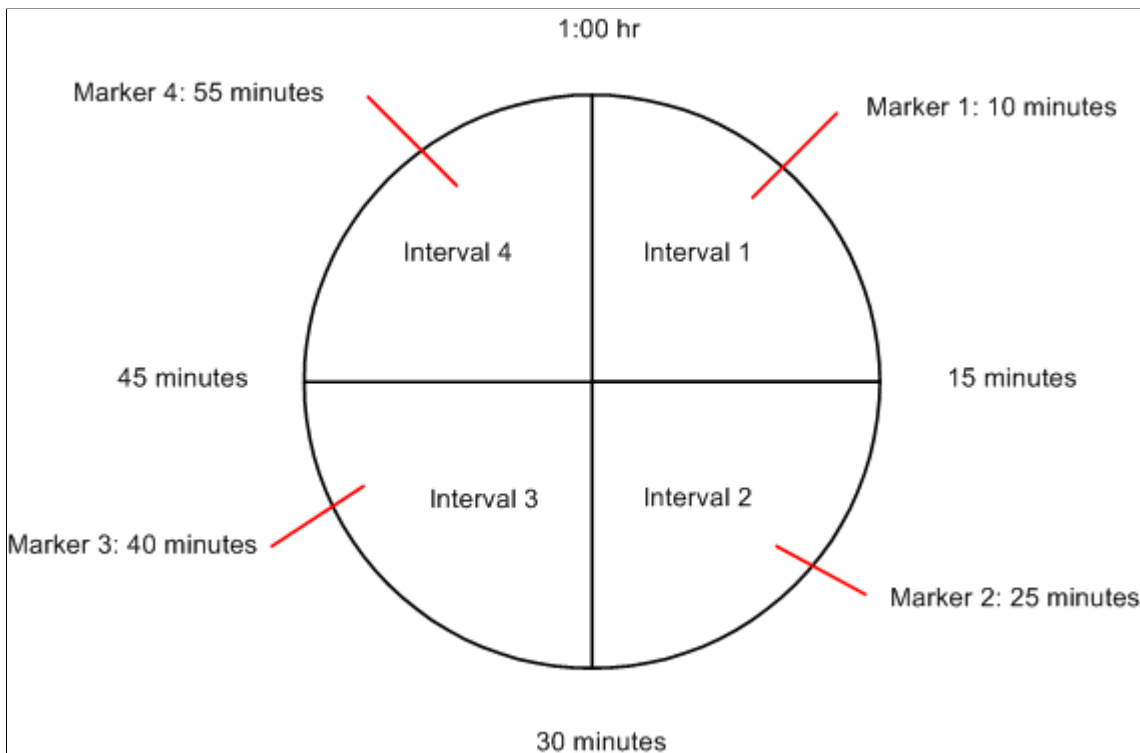 1:00 hr
Marker 4: 55 minutes
Marker 1: 10 minutes
Interval 4
Interval 1
45 minutes
15 minutes
Interval 3
Interval 2
Marker 3: 40 minutes
Marker 2: 25 minutes
30 minutes